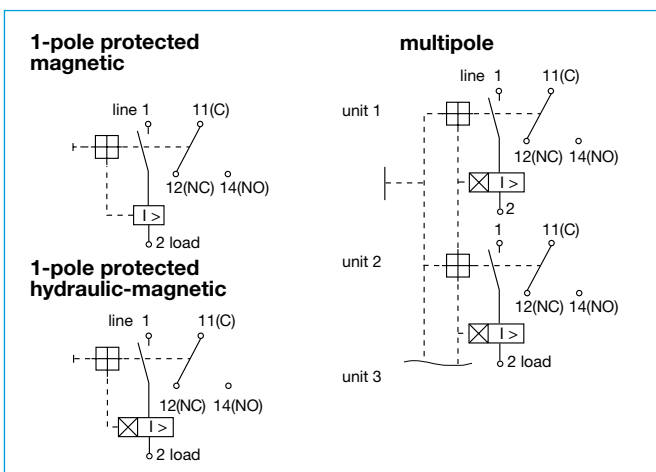 1-pole protected
magnetic
line 1 11(C)
12(NC) 14(NO)
I >
2 load
1-pole protected
hydraulic-magnetic
line 1 11(C)
12(NC) 14(NO)
I >
2 load
multipole
line 1 11(C)
unit 1
12(NC) 14(NO)
I >
2
1 11(C)
unit 2
12(NC) 14(NO)
I >
2 load
unit 3